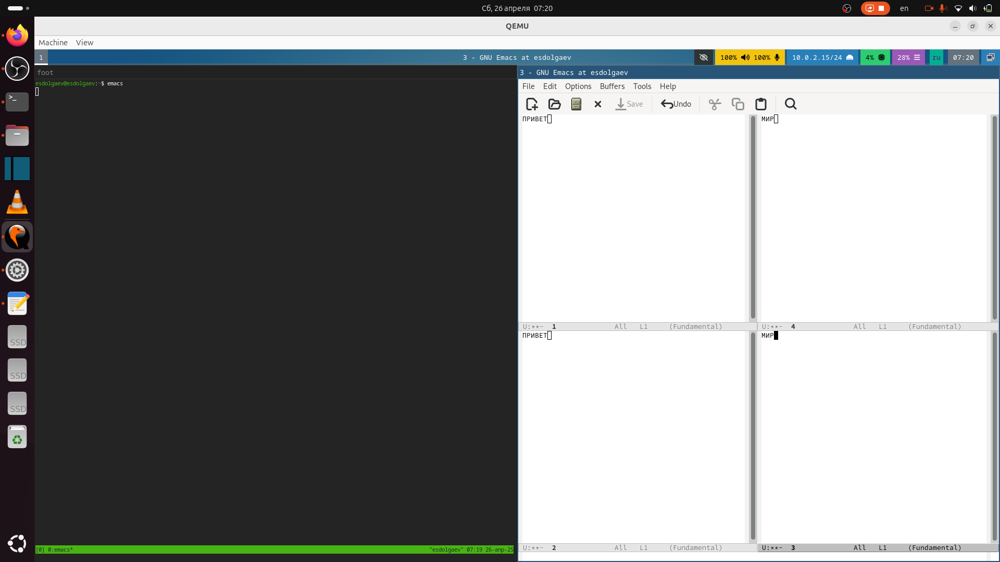 Сб, 26 апреля 07:20
en
QEMU
Machine View
1
3 - GNU Emacs at esdolgaev
100% 100%
10.0.2.15/24
4%
28%
ru
07:20
foot
esdolgaev@esdolgaev:~$ emacs
3 - GNU Emacs at esdolgaev
File Edit Options Buffers Tools Help
Save Undo
ПРИВЕТ
МИР
U:**- 1 All L1 (Fundamental)
U:**- 4 All L1 (Fundamental)
ПРИВЕТ
МИР
U:**- 2 All L1 (Fundamental)
U:**- 3 All L1 (Fundamental)
[0] 0:emacs* "esdolgaev" 07:19 26-апр-25
>_
SSD
SSD
SSD